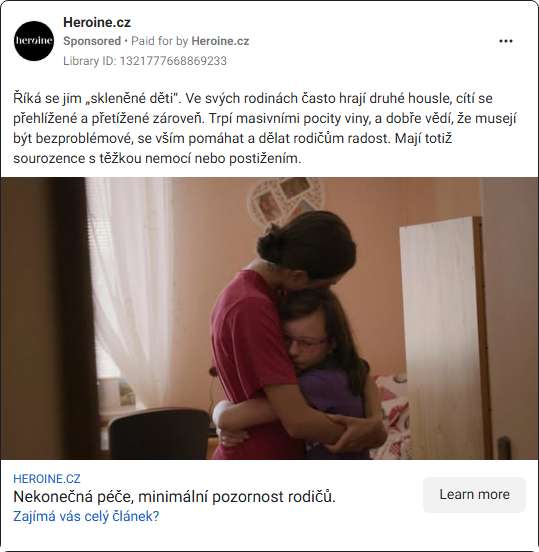 heroine
Heroine.cz
Sponsored • Paid for by Heroine.cz
Library ID: 1321777668869233
Říká se jim „skleněné děti“. Ve svých rodinách často hrají druhé housle, cítí se
přehlížené a přetížené zároveň. Trpí masivními pocity viny, a dobře vědí, že musejí
být bezproblémové, se vším pomáhat a dělat rodičům radost. Mají totiž
sourozence s těžkou nemocí nebo postižením.
HEROINE.CZ
Nekonečná péče, minimální pozornost rodičů.
Zajímá vás celý článek?
Learn more